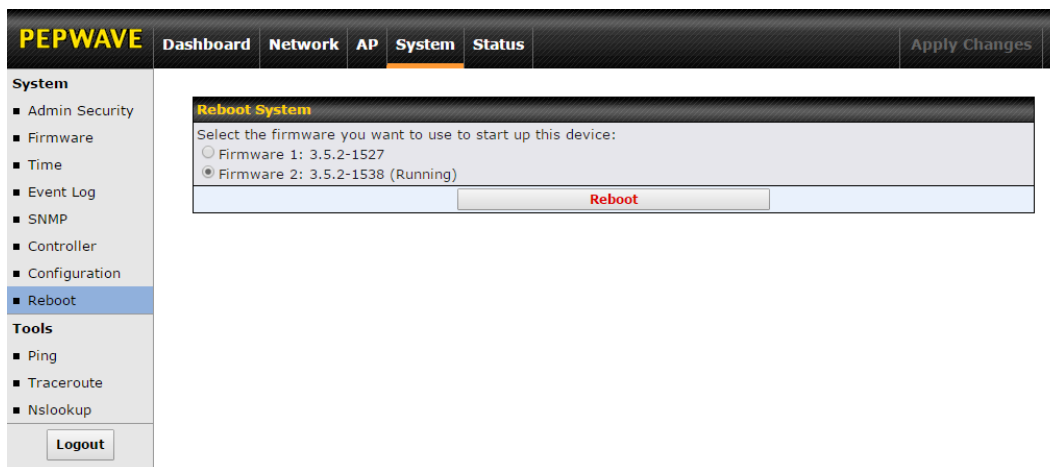 PEPWAVE
Dashboard Network AP System Status Apply Changes
System
Admin Security
Firmware
Time
Event Log
SNMP
Controller
Configuration
Reboot
Tools
Ping
Traceroute
Nslookup
Logout
Reboot System
Select the firmware you want to use to start up this device:
Firmware 1: 3.5.2-1527
Firmware 2: 3.5.2-1538 (Running)
Reboot